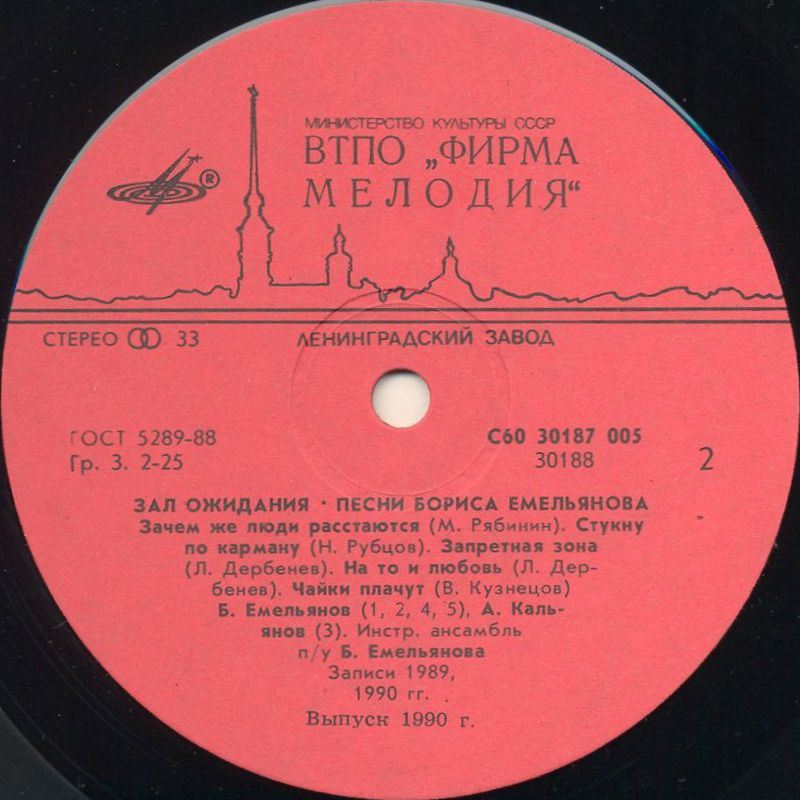 МИНИСТЕРСТВО КУЛЬТУРЫ СССР
ВТПО „ФИРМА
МЕЛОДИЯ“
®
СТЕРЕО 33
ЛЕНИНГРАДСКИЙ ЗАВОД
ГОСТ 5289-88
Гр. 3. 2-25
С60 30187 005
30188
2
ЗАЛ ОЖИДАНИЯ · ПЕСНИ БОРИСА ЕМЕЛЬЯНОВА
Зачем же люди расстаются (М. Рябинин). Стукну
по карману (Н. Рубцов). Запретная зона
(Л. Дербенев). На то и любовь (Л. Дер-
бенев). Чайки плачут (В. Кузнецов)
Б. Емельянов (1, 2, 4, 5), А. Каль-
янов (3). Инстр. ансамбль
п/у Б. Емельянова
Записи 1989,
1990 гг.
Выпуск 1990 г.